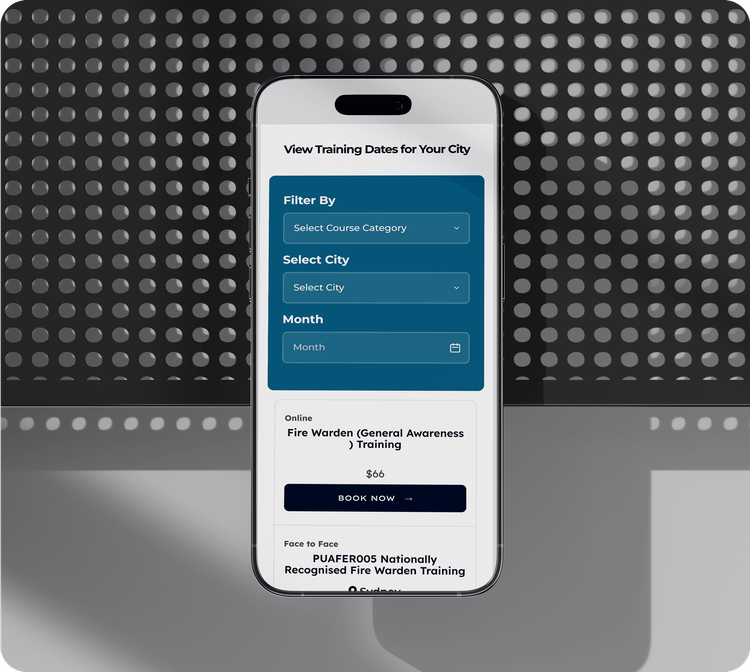 View Training Dates for Your City
Filter By
Select Course Category
Select City
Select City
Month
Month
Online
Fire Warden (General Awareness
) Training
$66
BOOK NOW →
Face to Face
PUAFER005 Nationally
Recognised Fire Warden Training
Sydney